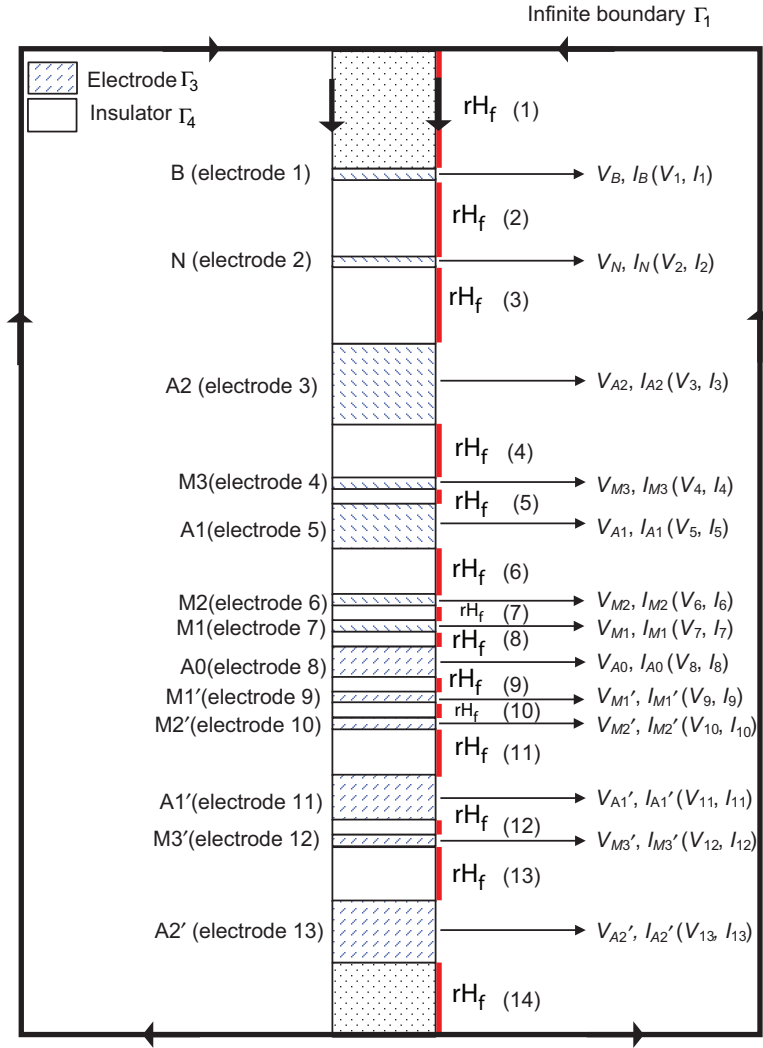 Infinite boundary Γ1
Electrode Γ3
Insulator Γ4
rHf (1)
B (electrode 1)
VB, IB (V1, I1)
rHf (2)
N (electrode 2)
VN, IN (V2, I2)
rHf (3)
A2 (electrode 3)
VA2, IA2 (V3, I3)
rHf (4)
M3(electrode 4)
VM3, IM3 (V4, I4)
rHf (5)
A1(electrode 5)
VA1, IA1 (V5, I5)
rHf (6)
M2(electrode 6)
VM2, IM2 (V6, I6)
rHf (7)
M1(electrode 7)
VM1, IM1 (V7, I7)
rHf (8)
A0(electrode 8)
VA0, IA0 (V8, I8)
rHf (9)
M1′(electrode 9)
VM1′, IM1′ (V9, I9)
rHf (10)
M2′(electrode 10)
VM2′, IM2′ (V10, I10)
rHf (11)
A1′(electrode 11)
VA1′, IA1′ (V11, I11)
rHf (12)
M3′(electrode 12)
VM3′, IM3′ (V12, I12)
rHf (13)
A2′ (electrode 13)
VA2′, IA2′ (V13, I13)
rHf (14)